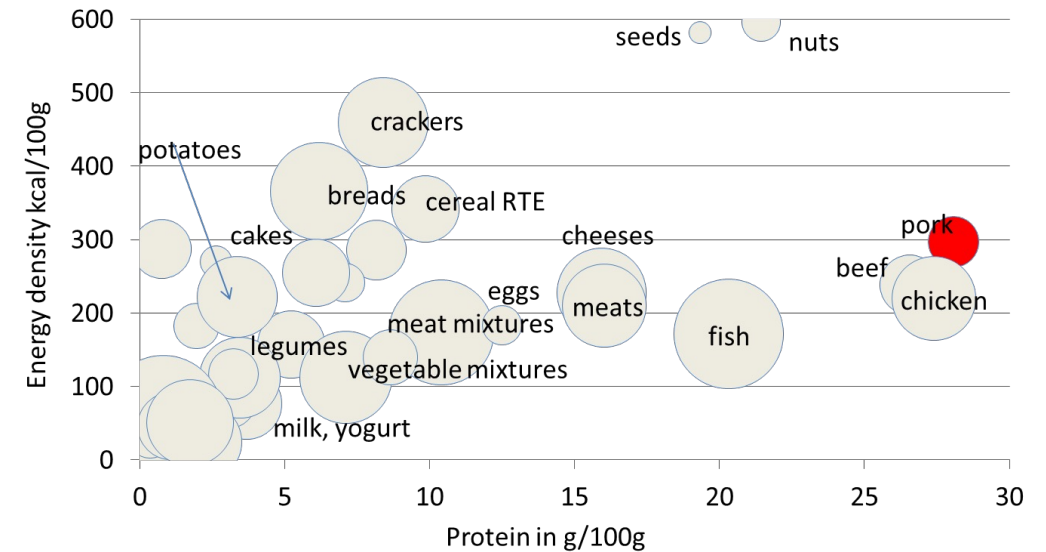 600
seeds
nuts
500
crackers
potatoes
400
breads
cereal RTE
300
cakes
cheeses
pork
beef
eggs
meats
chicken
200
meat mixtures
fish
legumes
vegetable mixtures
100
milk, yogurt
0
Energy density kcal/100g
0 5 10 15 20 25 30
Protein in g/100g